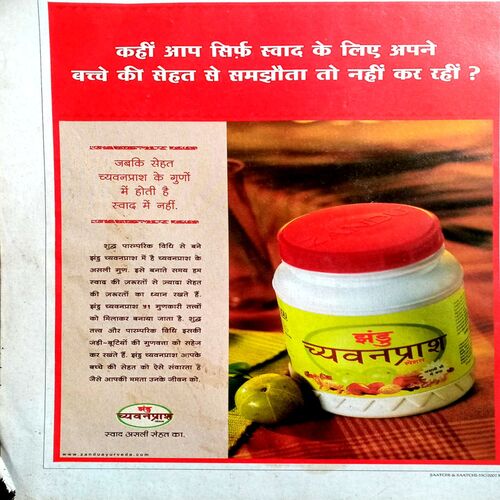 कहीं आप सिर्फ़ स्वाद के लिए अपने
बच्चे की सेहत से समझौता तो नहीं कर रहीं ?
जबकि सेहत
च्यवनप्राश के गुणों
में होती है
स्वाद में नहीं.
शुद्ध पारम्परिक विधि से बने
झंडु च्यवनप्राश में है च्यवनप्राश के
असली गुण. इसे बनाते समय हम
स्वाद की ज़रूरतों से ज़्यादा सेहत
की ज़रूरतों का ध्यान रखते हैं.
झंडु च्यवनप्राश ५१ गुणकारी तत्त्वों
को मिलाकर बनाया जाता है. शुद्ध
तत्त्व और पारम्परिक विधि इसकी
जड़ी-बूटियों की गुणवत्ता को सहेज
कर रखते हैं. झंडु च्यवनप्राश आपके
बच्चे की सेहत को ऐसे संवारता है
जैसे आपकी ममता उनके जीवन को.
झंडु
च्यवनप्राश
स्वाद असली सेहत का.
www.zanduayurveda.com
झंडु
च्यवनप्राश
स्पेशल